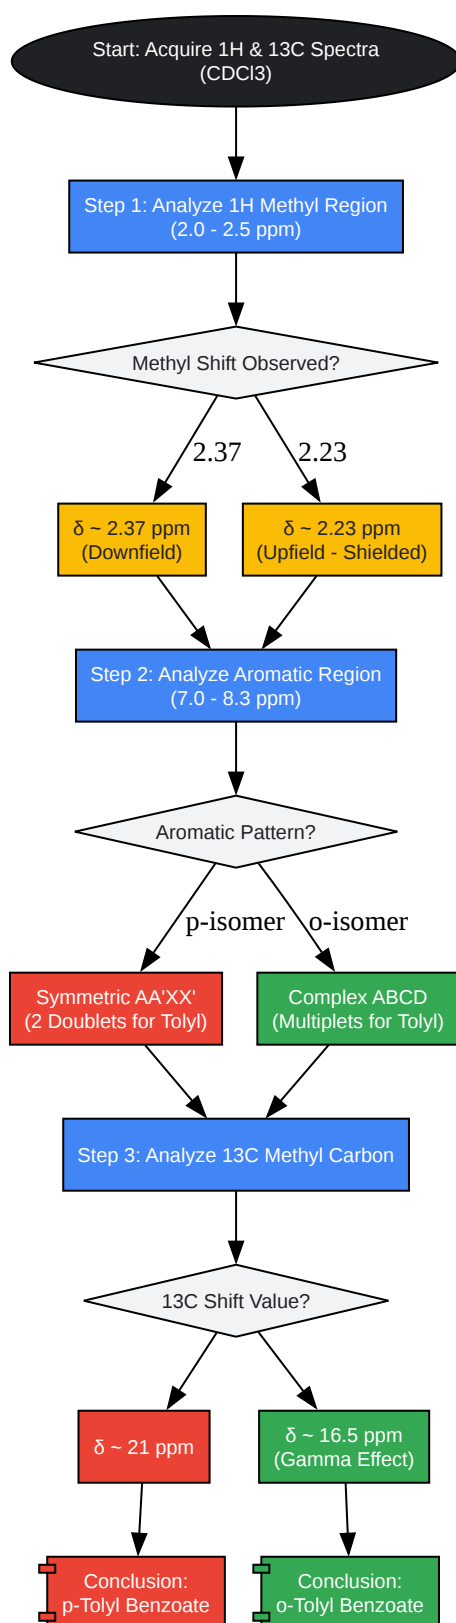 Start: Acquire 1H & 13C Spectra
(CDCl3)
Step 1: Analyze 1H Methyl Region
(2.0 - 2.5 ppm)
Methyl Shift Observed?
2.37
2.23
δ ~ 2.37 ppm
(Downfield)
δ ~ 2.23 ppm
(Upfield - Shielded)
Step 2: Analyze Aromatic Region
(7.0 - 8.3 ppm)
Aromatic Pattern?
p-isomer
o-isomer
Symmetric AA'XX'
(2 Doublets for Tolyl)
Complex ABCD
(Multiplets for Tolyl)
Step 3: Analyze 13C Methyl Carbon
13C Shift Value?
δ ~ 21 ppm
δ ~ 16.5 ppm
(Gamma Effect)
Conclusion:
p-Tolyl Benzoate
Conclusion:
o-Tolyl Benzoate